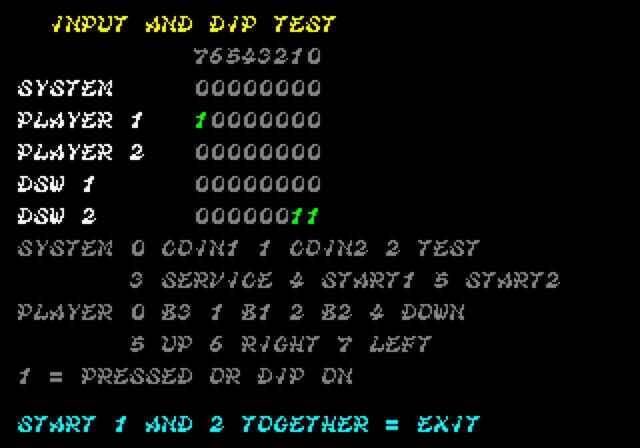 INPUT AND DIP TEST
76543210
SYSTEM 00000000
PLAYER 1 10000000
PLAYER 2 00000000
DSW 1 00000000
DSW 2 00000011
SYSTEM 0 COIN1 1 COIN2 2 TEST
3 SERVICE 4 START1 5 START2
PLAYER 0 B3 1 B1 2 B2 4 DOWN
5 UP 6 RIGHT 7 LEFT
1 = PRESSED OR DIP ON
START 1 AND 2 TOGETHER = EXIT